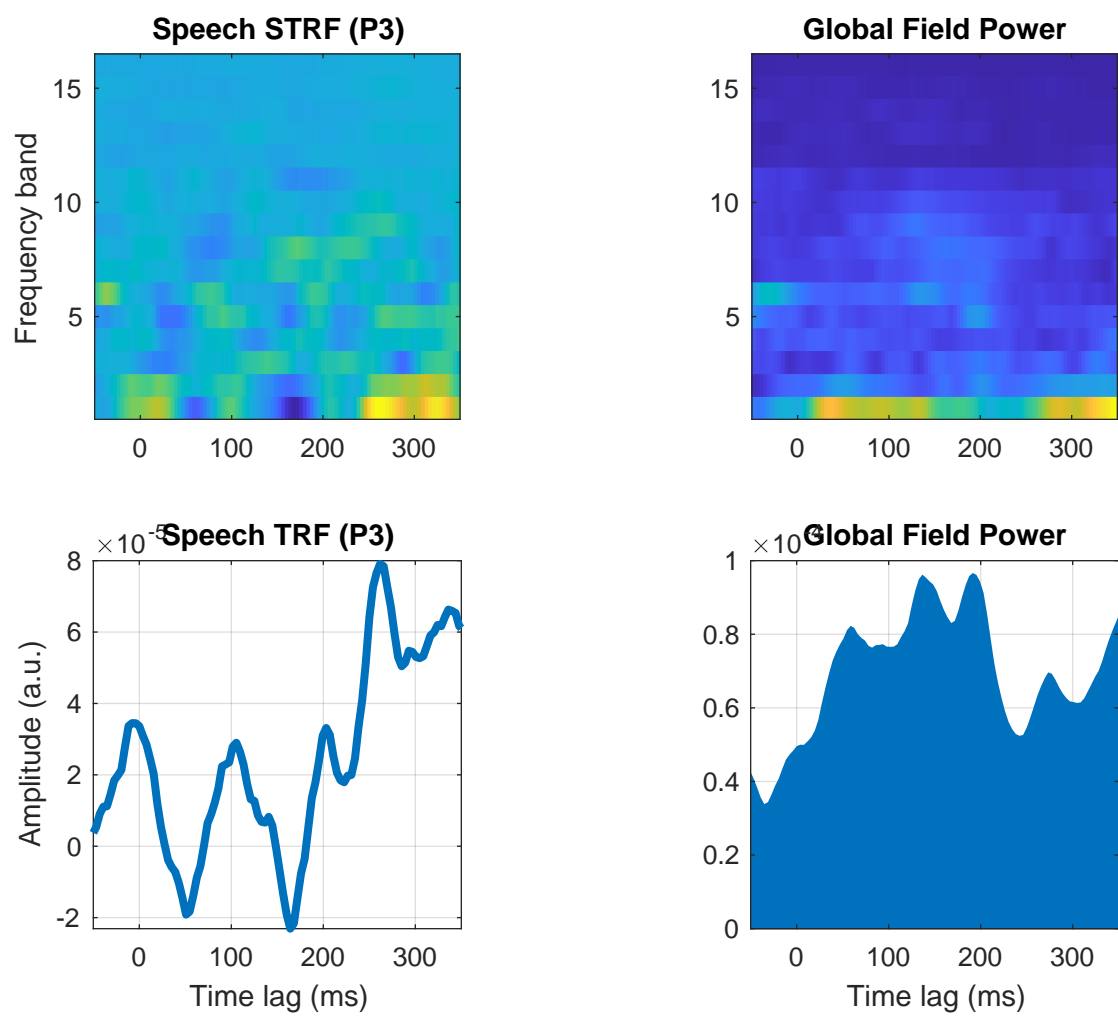 Speech STRF (P3)
Frequency band
15
10
5
0 100 200 300
Global Field Power
15
10
5
0 100 200 300
Speech TRF (P3)
×10
Amplitude (a.u.)
8
6
4
2
0
-2
0 100 200 300
Time lag (ms)
Global Field Power
×10
1
0.8
0.6
0.4
0.2
0
0 100 200 300
Time lag (ms)